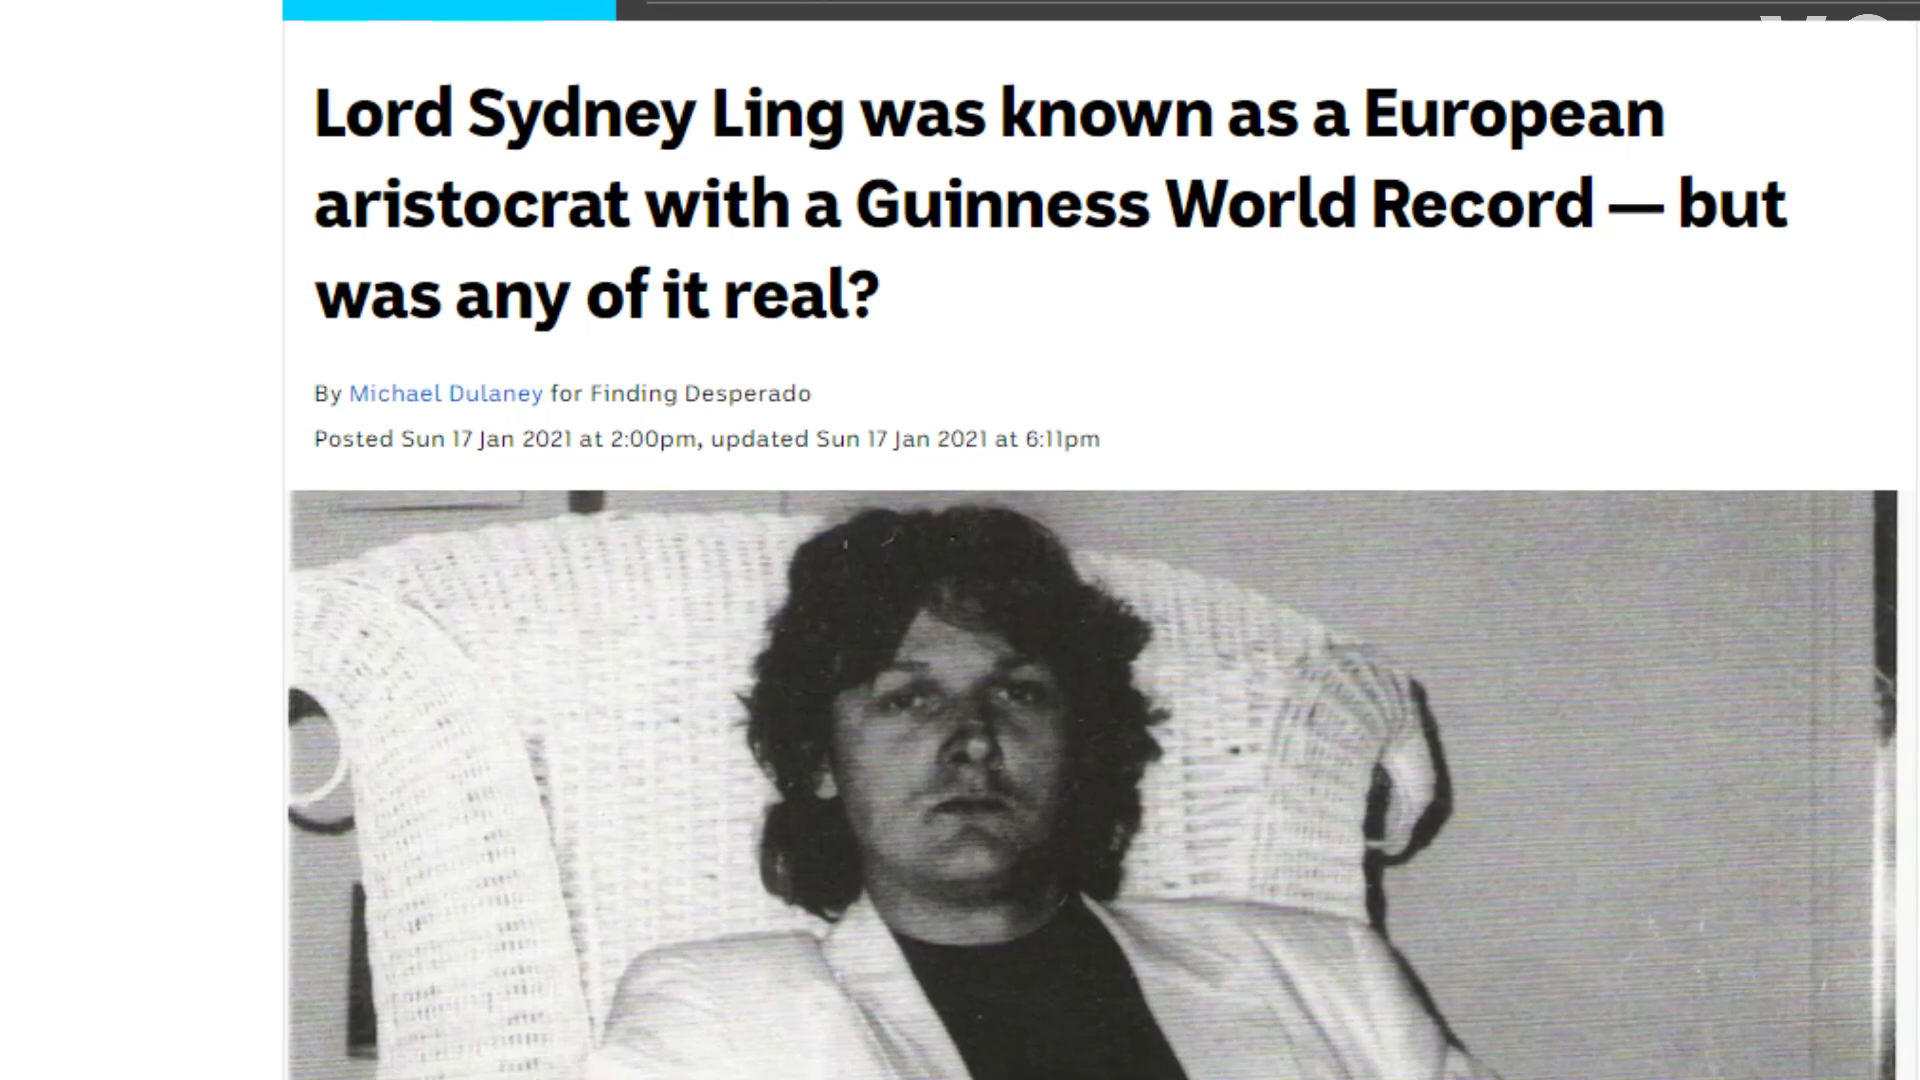 Lord Sydney Ling was known as a European
aristocrat with a Guinness World Record — but
was any of it real?
By Michael Dulaney for Finding Desperado
Posted Sun 17 Jan 2021 at 2:00pm, updated Sun 17 Jan 2021 at 6:11pm